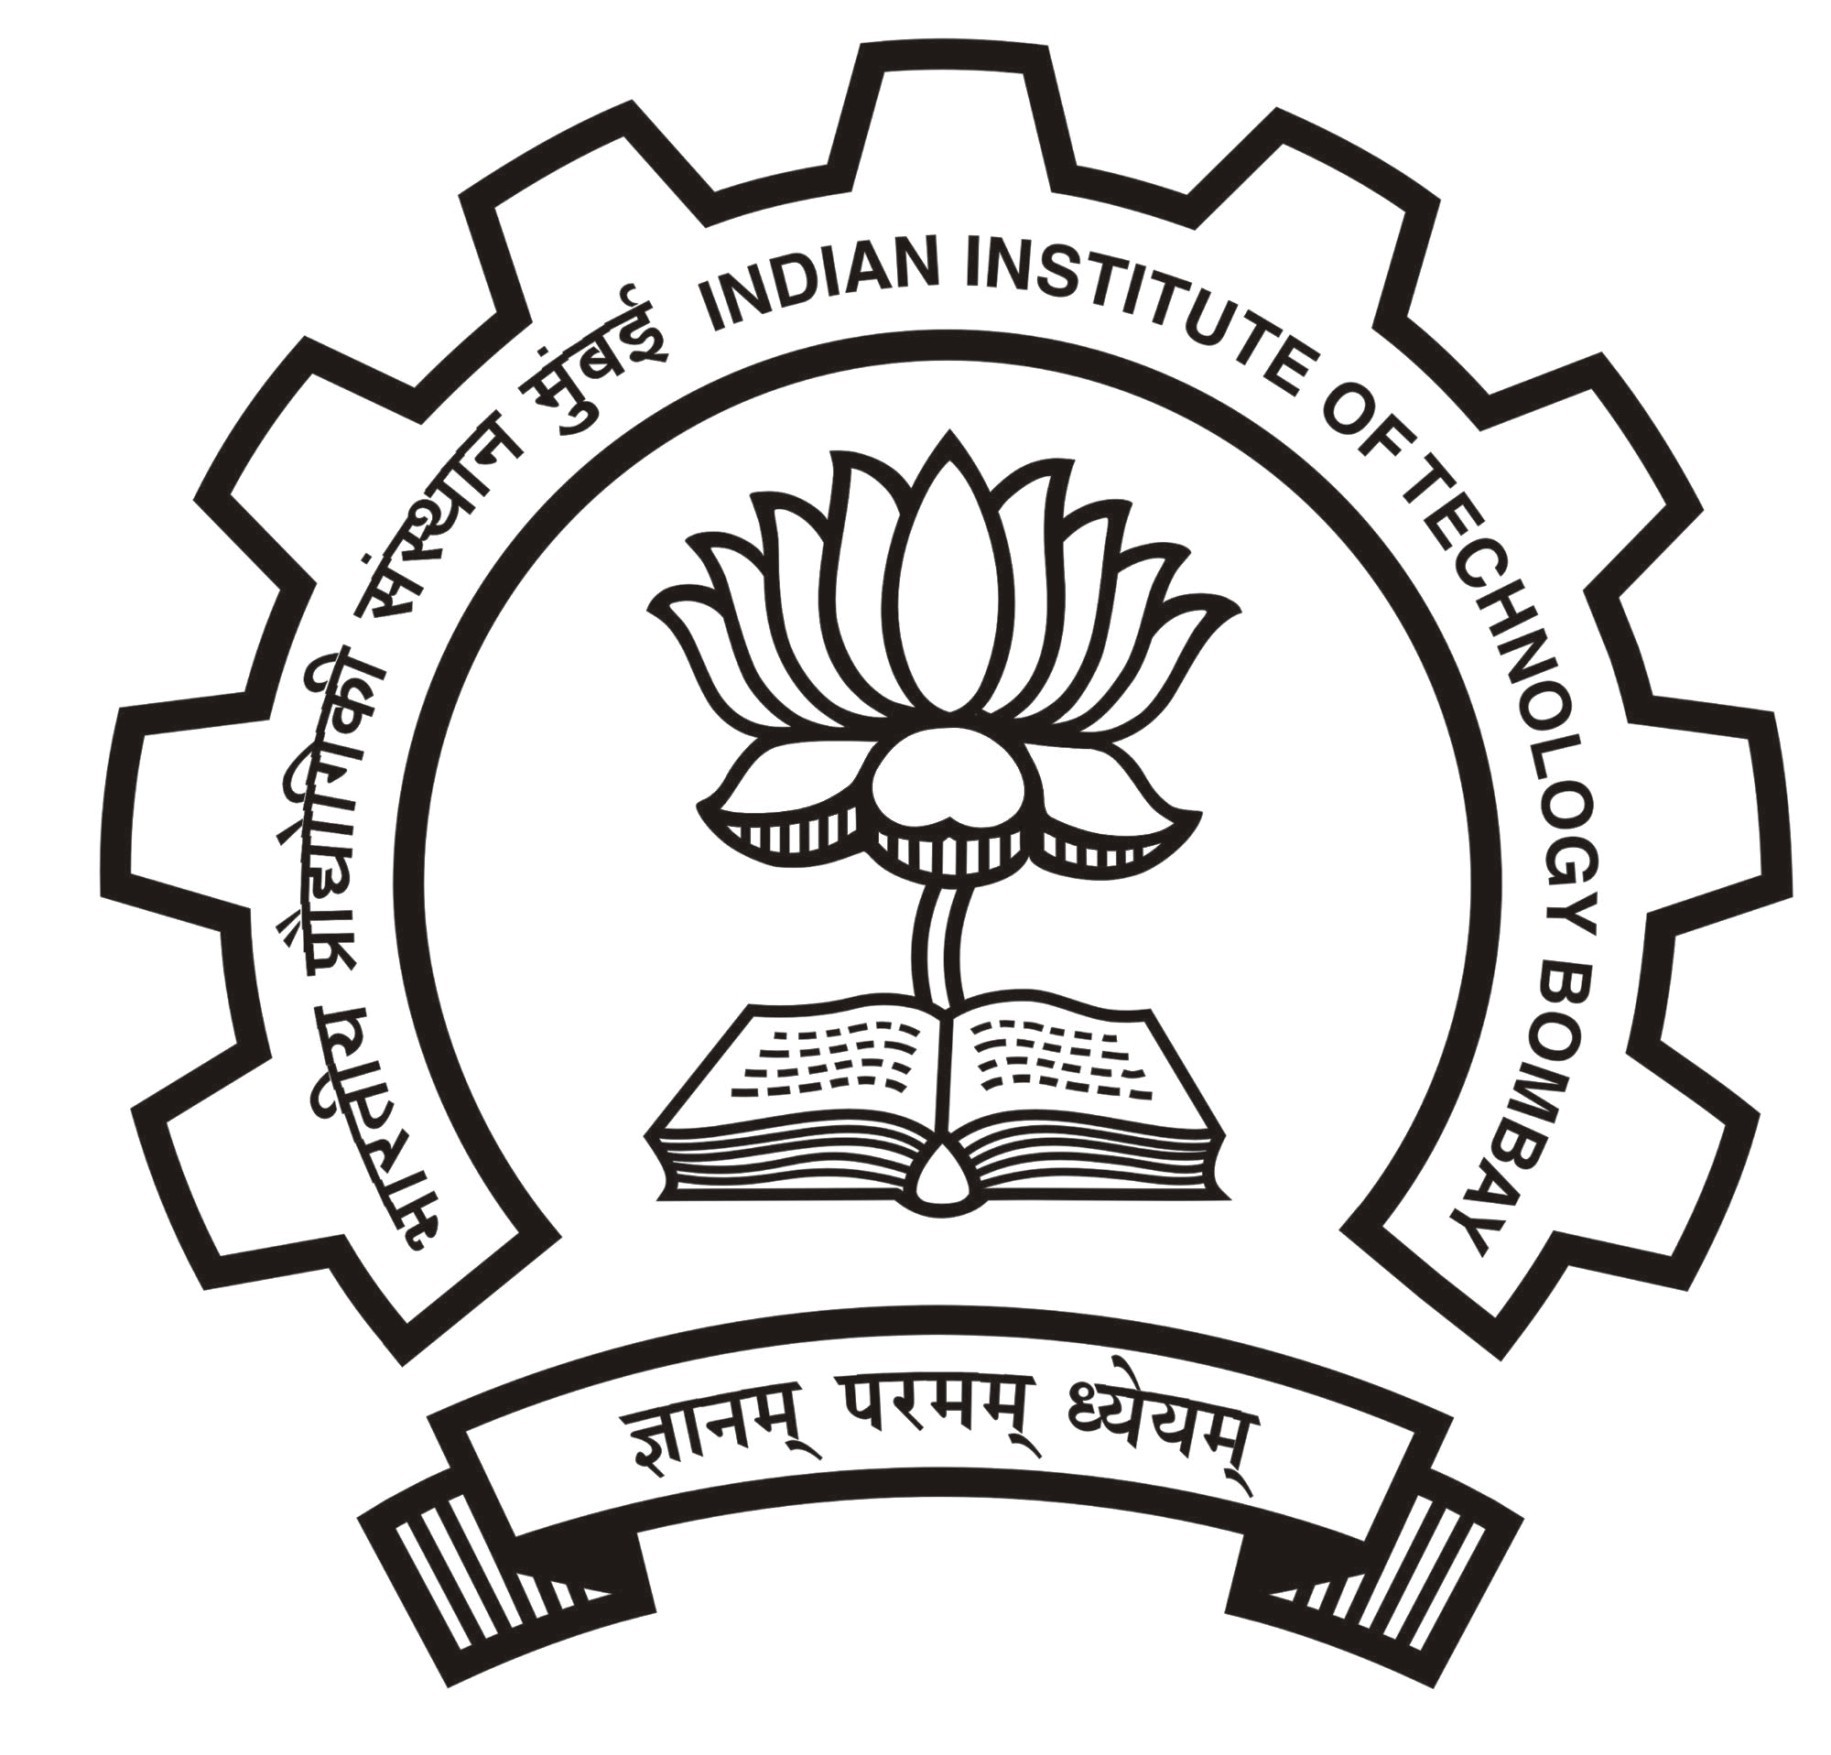 भारतीय प्रौद्योगिकी संस्थान मुंबई
INDIAN INSTITUTE OF TECHNOLOGY BOMBAY
ज्ञानम् परमम् ध्येयम्